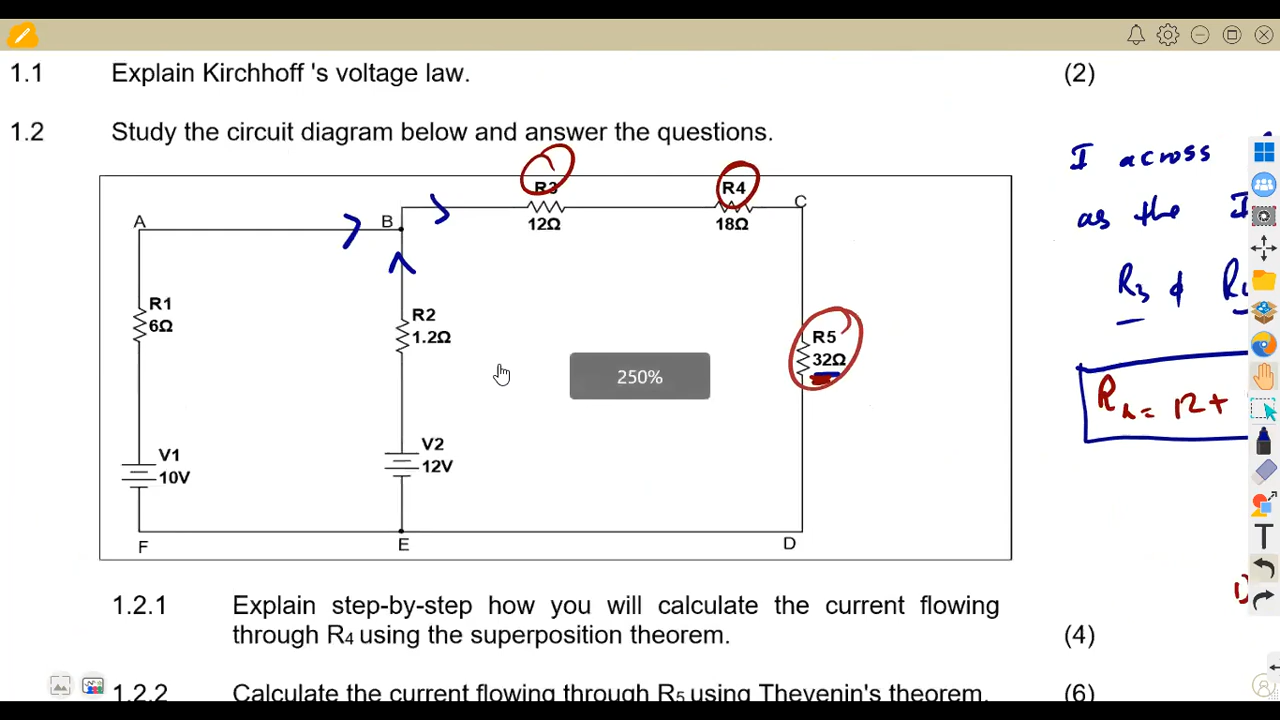 1.1 Explain Kirchhoff 's voltage law. (2)
1.2 Study the circuit diagram below and answer the questions.
I across
as the I
R3 &
Rh = 12 +
R3
12Ω
R4
18Ω
A
B
C
R1
6Ω
R2
1.2Ω
R5
32Ω
250%
V1
10V
V2
12V
F
E
D
1.2.1 Explain step-by-step how you will calculate the current flowing
through R4 using the superposition theorem. (4)
1.2.2 Calculate the current flowing through R5 using Thevenin's theorem. (6)